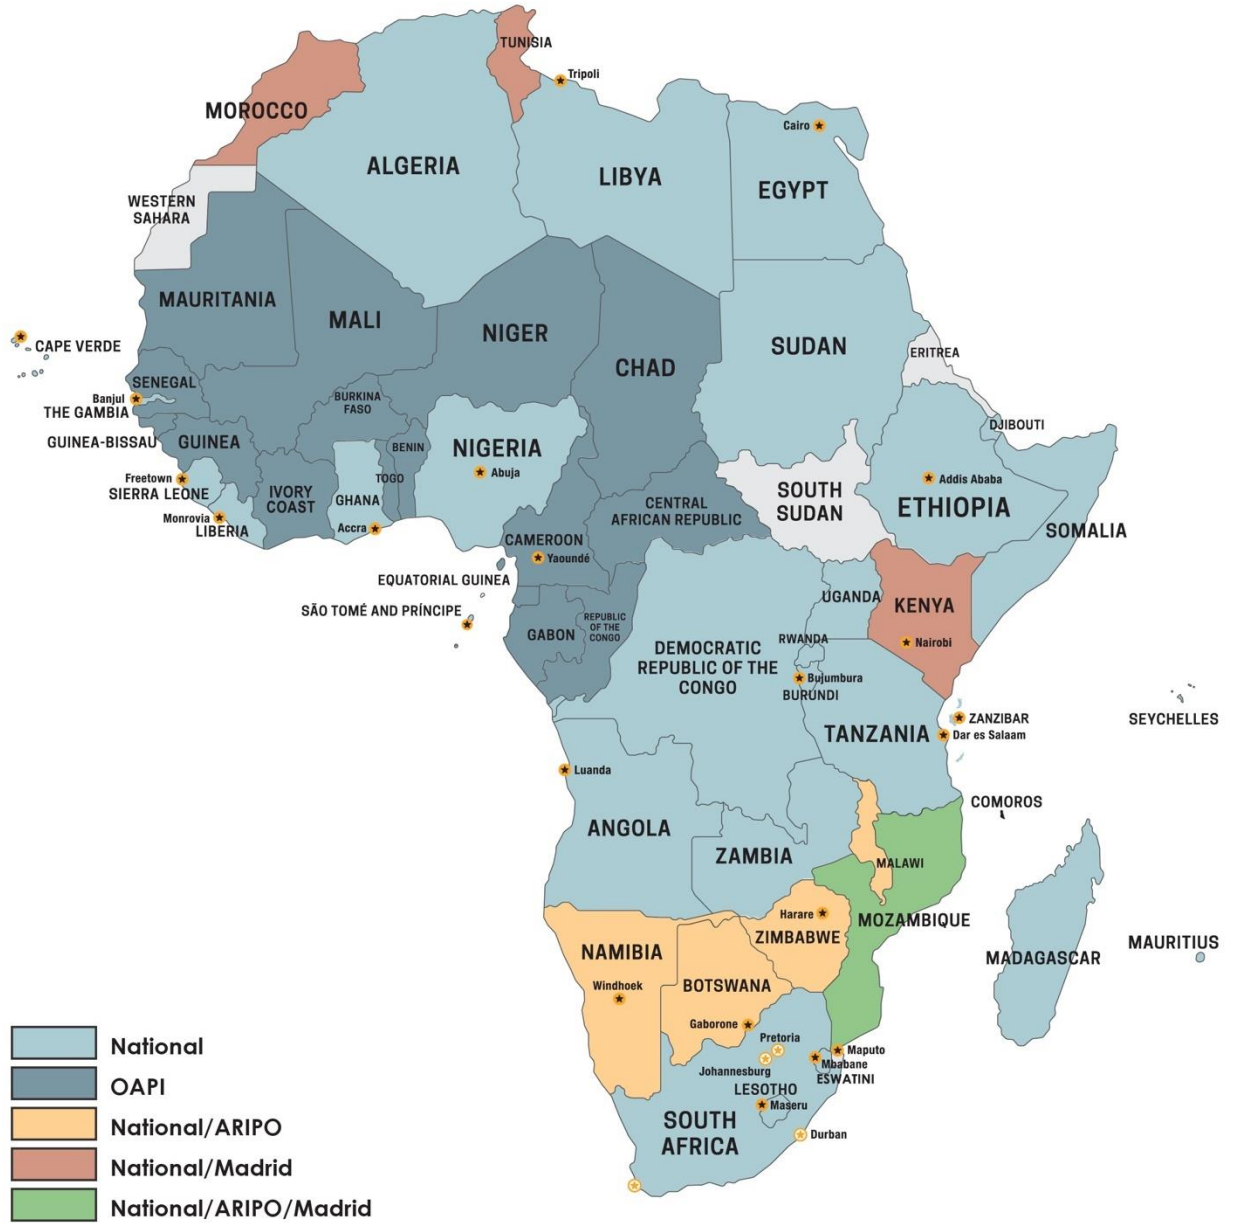 TUNISIA
Tripoli
MOROCCO
Cairo
ALGERIA
LIBYA
EGYPT
WESTERN
SAHARA
MAURITANIA
MALI
NIGER
CHAD
SUDAN
ERITREA
CAPE VERDE
SENEGAL
Banjul
THE GAMBIA
BURKINA
FASO
DJIBOUTI
GUINEA-BISSAU
GUINEA
BENIN
NIGERIA
Abuja
Freetown
SIERRA LEONE
IVORY
COAST
TOGO
GHANA
Addis Ababa
ETHIOPIA
SOUTH
SUDAN
CENTRAL
AFRICAN REPUBLIC
Monrovia
LIBERIA
Accra
SOMALIA
CAMEROON
Yaoundé
EQUATORIAL GUINEA
UGANDA
KENYA
SÃO TOMÉ AND PRÍNCIPE
GABON
REPUBLIC
OF THE
CONGO
Nairobi
RWANDA
DEMOCRATIC
REPUBLIC OF THE
CONGO
Bujumbura
BURUNDI
ZANZIBAR
SEYCHELLES
TANZANIA
Dar es Salaam
Luanda
COMOROS
ANGOLA
ZAMBIA
MALAWI
Harare
MOZAMBIQUE
ZIMBABWE
NAMIBIA
MADAGASCAR
MAURITIUS
Windhoek
BOTSWANA
Gaborone
Pretoria
Maputo
Johannesburg
Mbabane
ESWATINI
LESOTHO
Maseru
SOUTH
AFRICA
Durban
National
OAPI
National/ARIPO
National/Madrid
National/ARIPO/Madrid